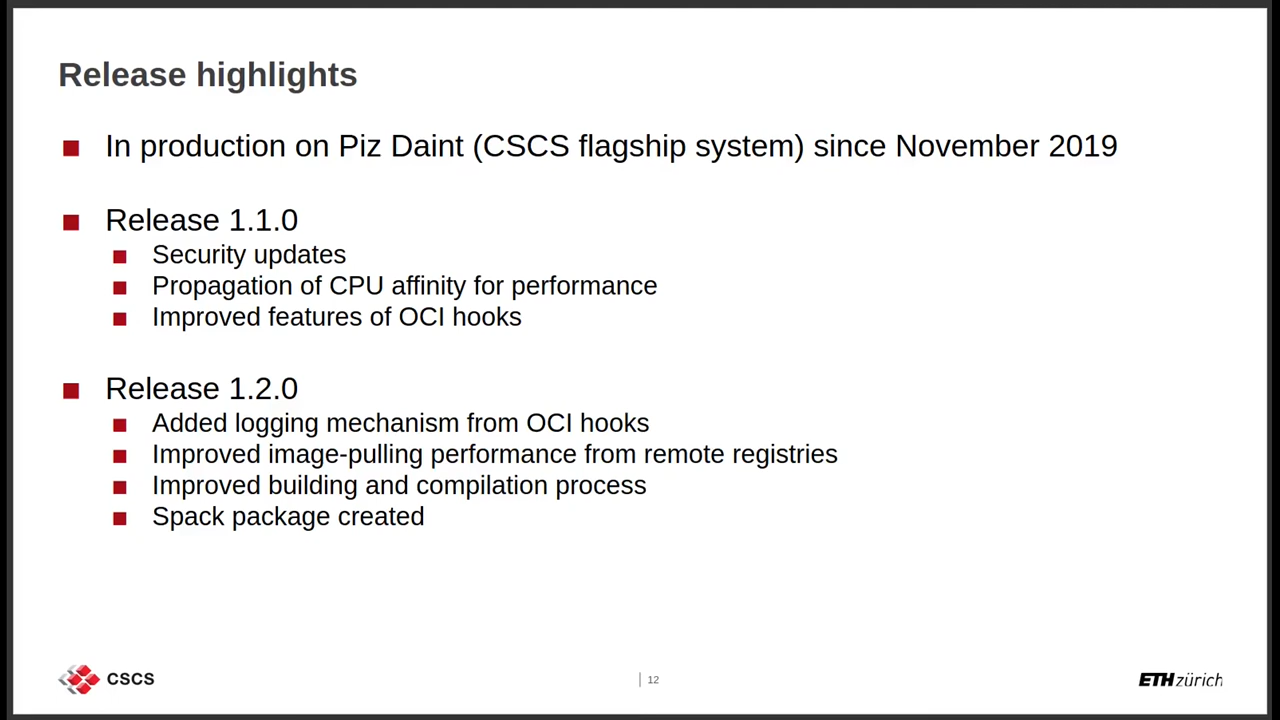 Release highlights
In production on Piz Daint (CSCS flagship system) since November 2019
Release 1.1.0
Security updates
Propagation of CPU affinity for performance
Improved features of OCI hooks
Release 1.2.0
Added logging mechanism from OCI hooks
Improved image-pulling performance from remote registries
Improved building and compilation process
Spack package created
CSCS
12
ETH zürich